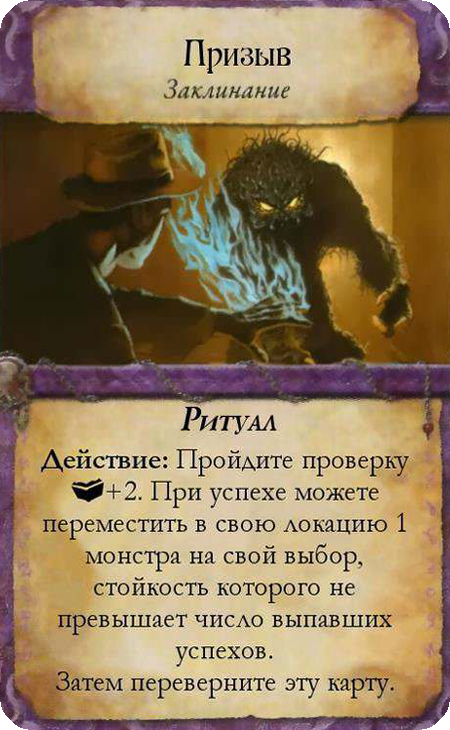 Призыв
Заклинание
Ритуал
Действие: Пройдите проверку
+2. При успехе можете
переместить в свою локацию 1
монстра на свой выбор,
стойкость которого не
превышает число выпавших
успехов.
Затем переверните эту карту.